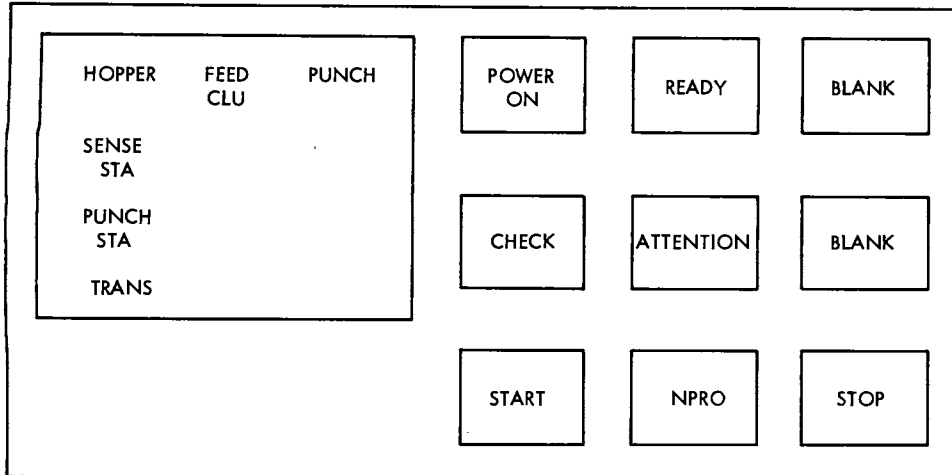 HOPPER FEED CLU PUNCH
SENSE STA
PUNCH STA
TRANS
POWER ON
READY
BLANK
CHECK
ATTENTION
BLANK
START
NPRO
STOP